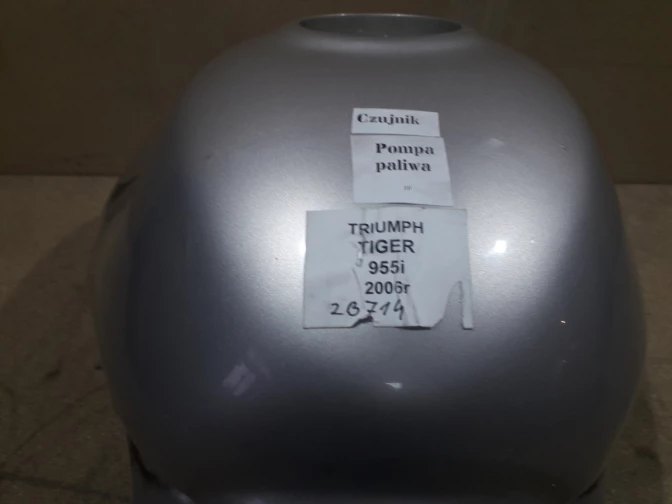 Czujnik
Pompa
paliwa
TRIUMPH
TIGER
955i
2006r
2B714